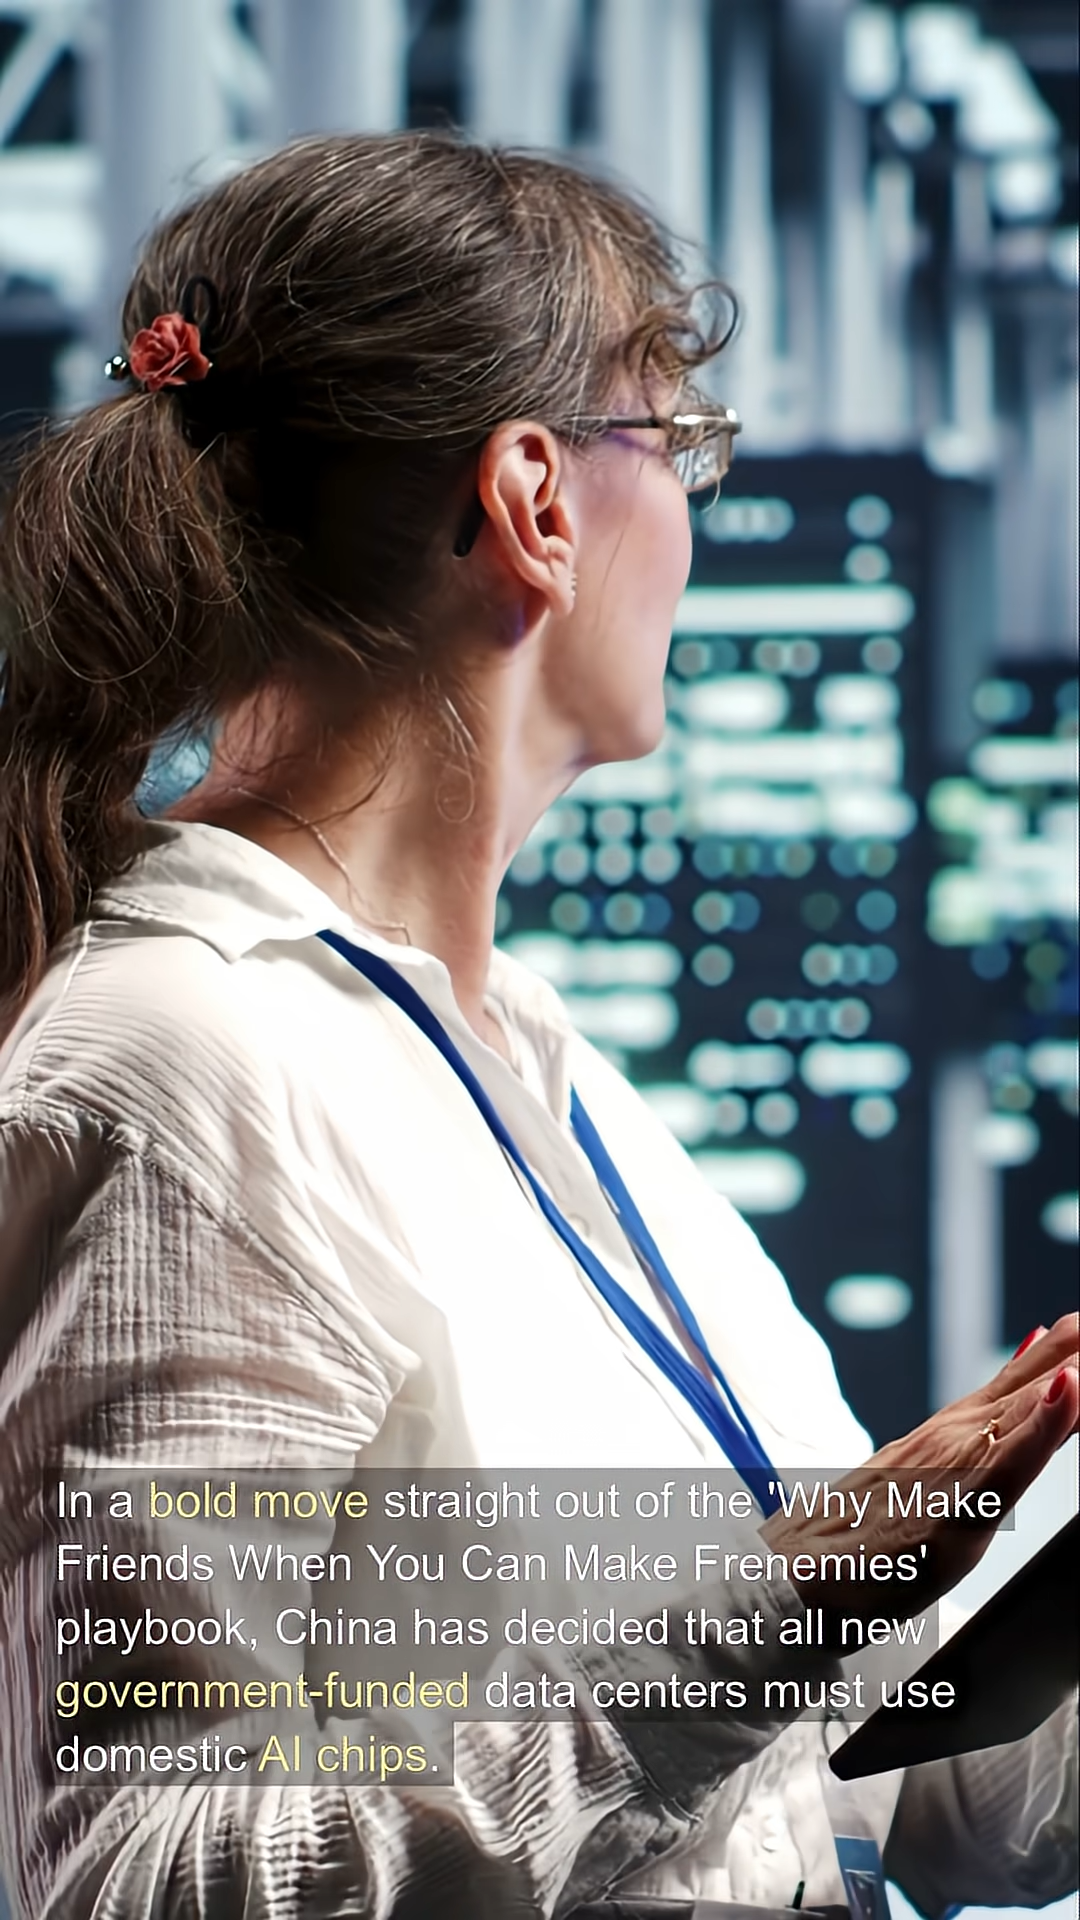 In a bold move straight out of the 'Why Make
Friends When You Can Make Frenemies'
playbook, China has decided that all new
government-funded data centers must use
domestic AI chips.